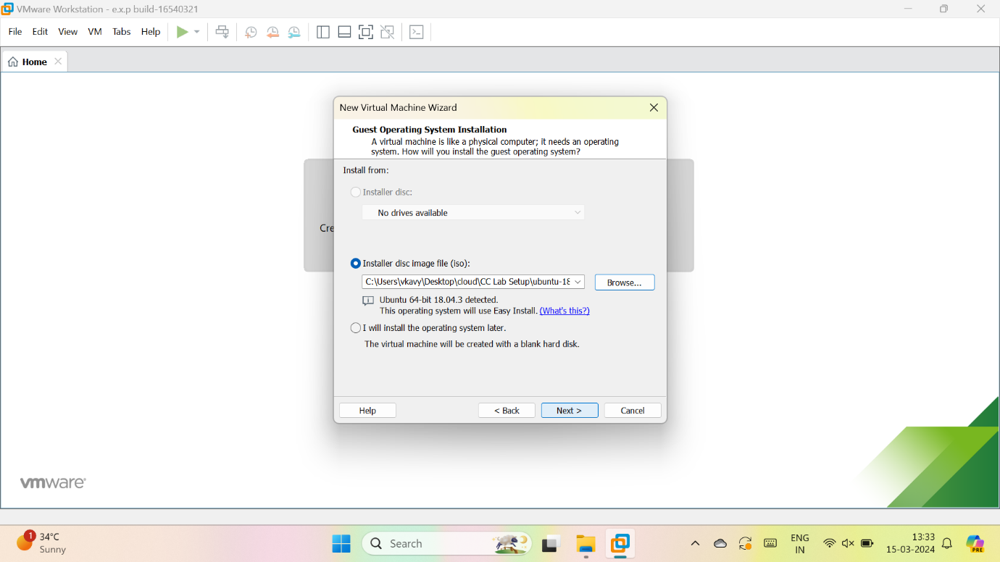 VMware Workstation - e.x.p build-16540321
File Edit View VM Tabs Help
Home
New Virtual Machine Wizard
Guest Operating System Installation
A virtual machine is like a physical computer; it needs an operating
system. How will you install the guest operating system?
Install from:
Installer disc:
No drives available
Cre
Installer disc image file (iso):
C:\Users\vkavy\Desktop\cloud\CC Lab Setup\ubuntu-18
Browse...
Ubuntu 64-bit 18.04.3 detected.
This operating system will use Easy Install. (What's this?)
I will install the operating system later.
The virtual machine will be created with a blank hard disk.
Help < Back Next > Cancel
vmware
1
34°C
Sunny
Search
ENG
IN
13:33
15-03-2024
PRE